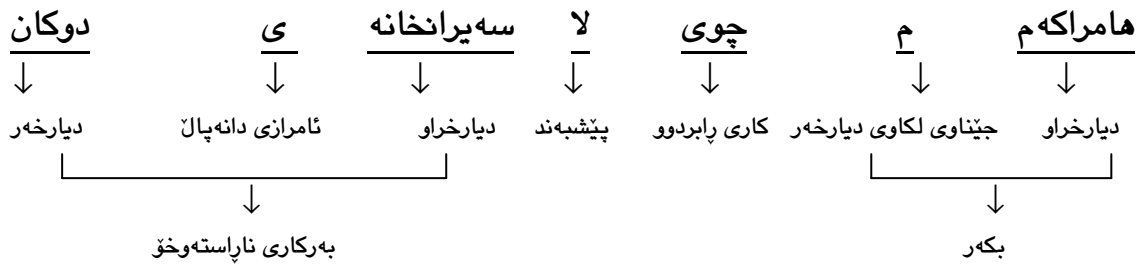 هامراکەم م چوی لا سەیرانخانە ی دوکان
دیارخراو جێناوی لکاوی دیارخەر کاری ڕابردوو پێشبەند دیارخراو ئامرازی دانەپاڵ دیارخەر
بکەر بەرکاری ناڕاستەوخۆ